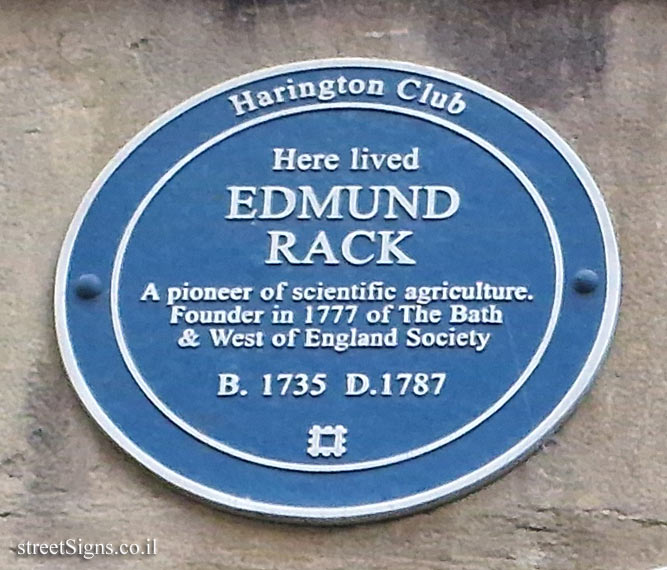 Harington Club
Here lived
EDMUND
RACK
A pioneer of scientific agriculture.
Founder in 1777 of The Bath
& West of England Society
B. 1735 D.1787
streetSigns.co.il